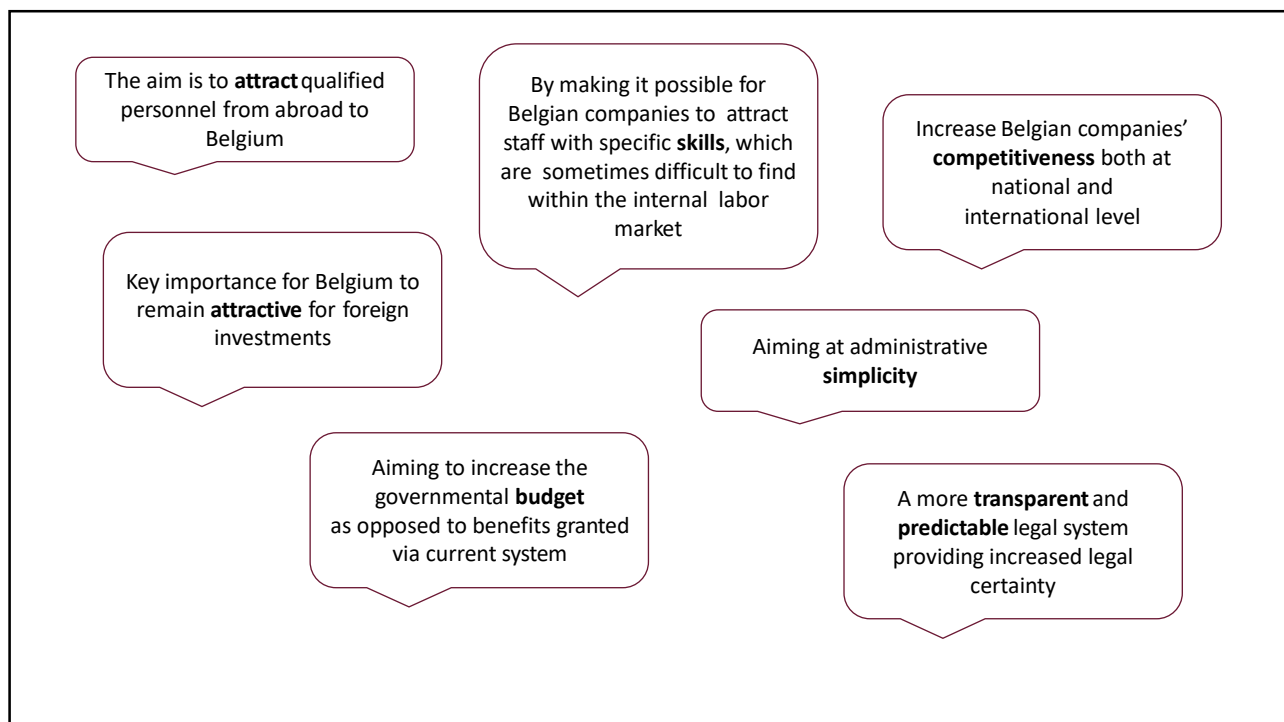 The aim is to attract qualified
personnel from abroad to
Belgium
By making it possible for
Belgian companies to attract
staff with specific skills, which
are sometimes difficult to find
within the internal labor
market
Increase Belgian companies’
competitiveness both at
national and
international level
Key importance for Belgium to
remain attractive for foreign
investments
Aiming at administrative
simplicity
Aiming to increase the
governmental budget
as opposed to benefits granted
via current system
A more transparent and
predictable legal system
providing increased legal
certainty